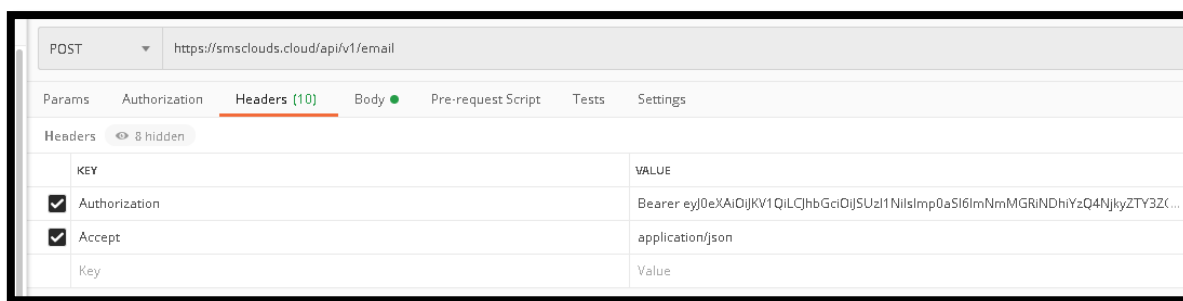 POST https://smsclouds.cloud/api/v1/email
Params Authorization Headers (10) Body Pre-request Script Tests Settings
Headers 8 hidden
KEY VALUE
Authorization Bearer eyJ0eXAiOiJKV1QiLCJhbGciOiJSUzI1NiIsImp0aSI6ImNmMGRiNDhiYzQ4NjkyZTY3Z(...
Accept application/json
Key Value